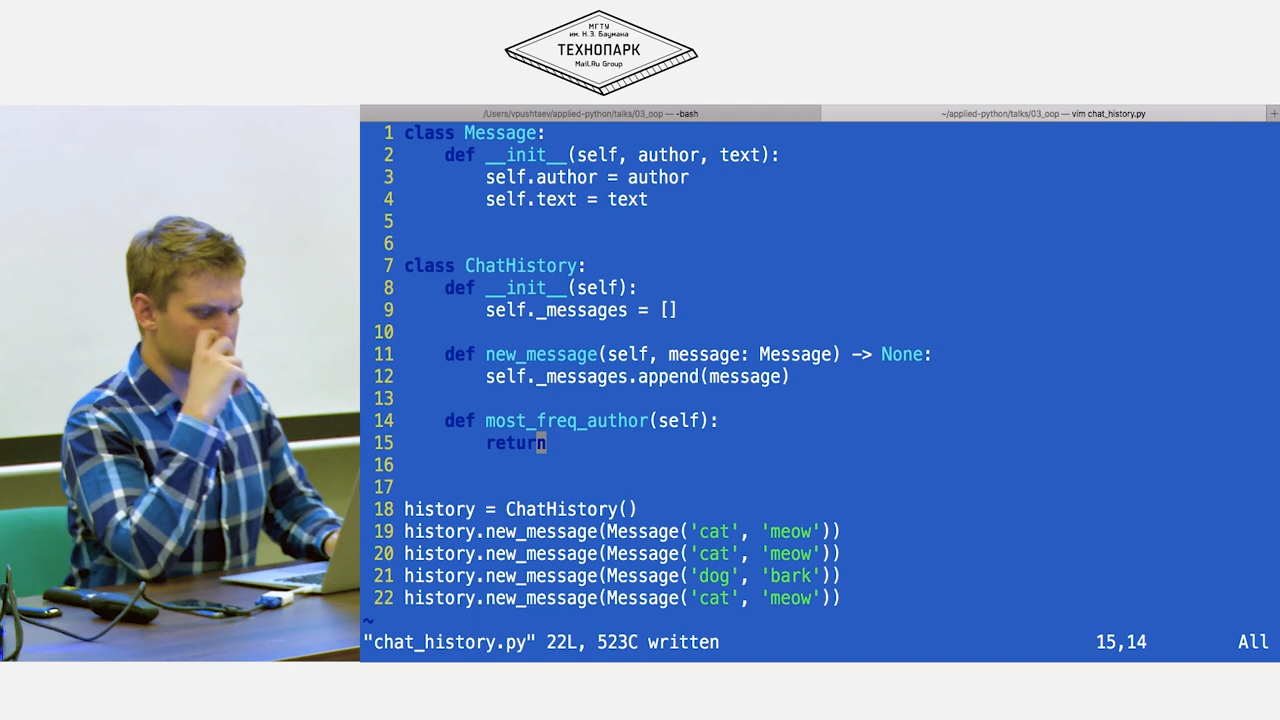 МГТУ
им. Н.Э. Баумана
ТЕХНОПАРК
Mail.Ru Group
/Users/vpushtaev/applied-python/talks/03_oop — -bash
~/applied-python/talks/03_oop — vim chat_history.py
+
1 class Message:
2     def __init__(self, author, text):
3         self.author = author
4         self.text = text
5
6
7 class ChatHistory:
8     def __init__(self):
9         self._messages = []
10
11     def new_message(self, message: Message) -> None:
12         self._messages.append(message)
13
14     def most_freq_author(self):
15         return
16
17
18 history = ChatHistory()
19 history.new_message(Message('cat', 'meow'))
20 history.new_message(Message('cat', 'meow'))
21 history.new_message(Message('dog', 'bark'))
22 history.new_message(Message('cat', 'meow'))
~
"chat_history.py" 22L, 523C written 15,14 All